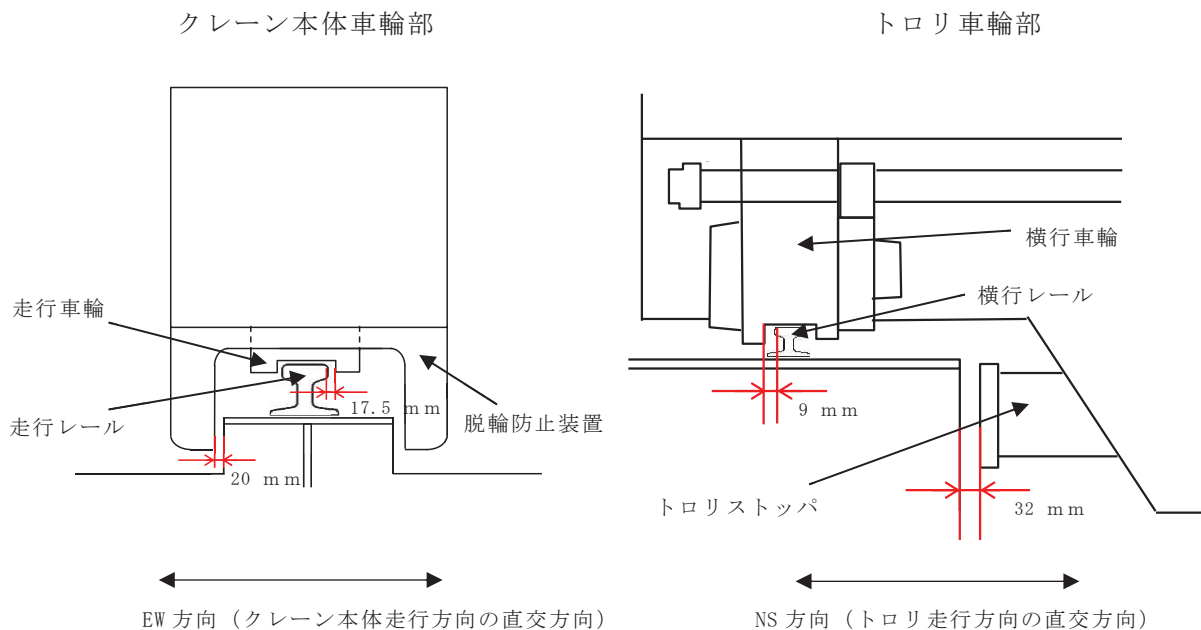 クレーン本体車輪部
トロリ車輪部
走行車輪
走行レール
17.5 mm
20 mm
脱輪防止装置
横行車輪
横行レール
9 mm
トロリストッパ
32 mm
EW方向（クレーン本体走行方向の直交方向）
NS方向（トロリ走行方向の直交方向）